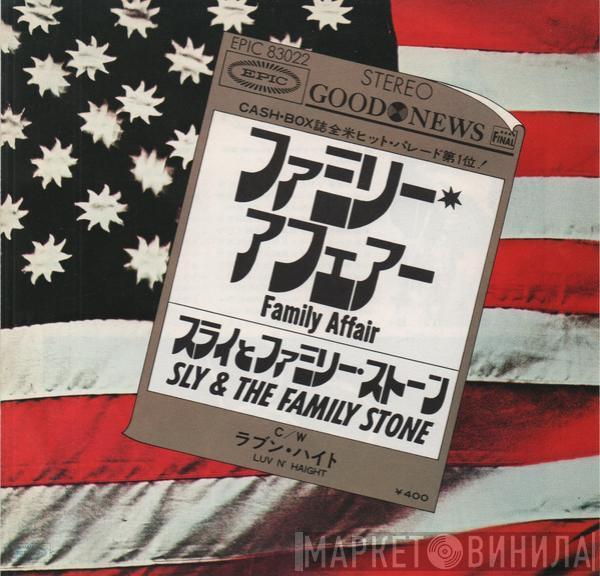 EPIC 83022
EPIC
STEREO
GOOD NEWS
FINAL
CASH・BOX誌全米ヒット・パレード第1位!
ファミリー・
アフェアー
Family Affair
スライとファミリー・ストーン
SLY & THE FAMILY STONE
C/W
ラブン・ハイト
LUV N' HAIGHT
¥400
МАРКЕТ ВИНИЛА